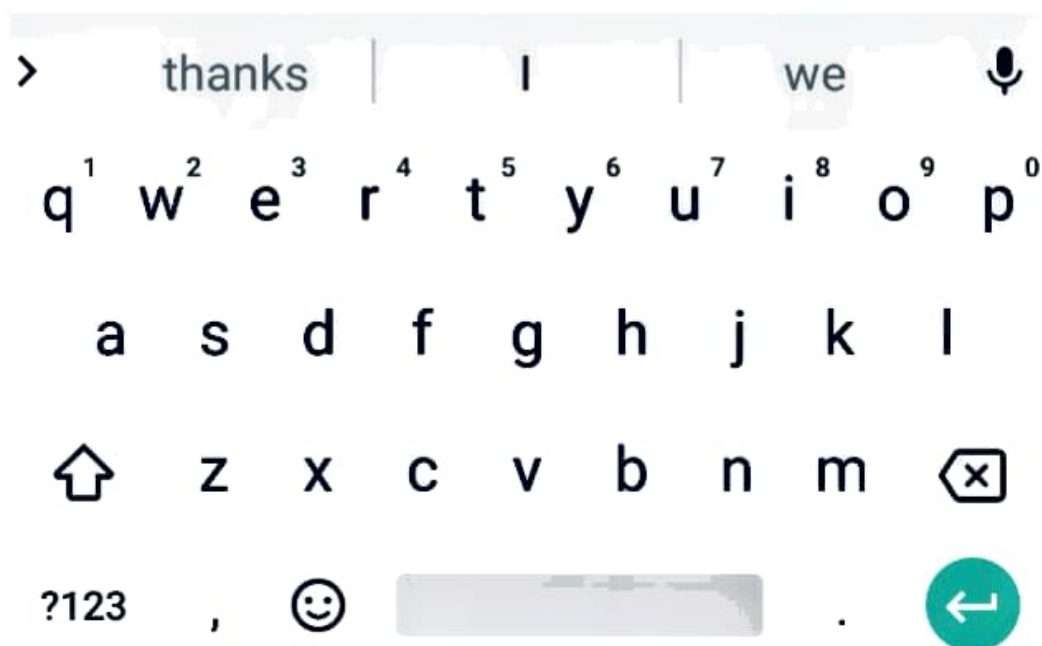 thanks I we
q1 w2 e3 r4 t5 y6 u7 i8 o9 p0
a s d f g h j k l
z x c v b n m
?123 , .